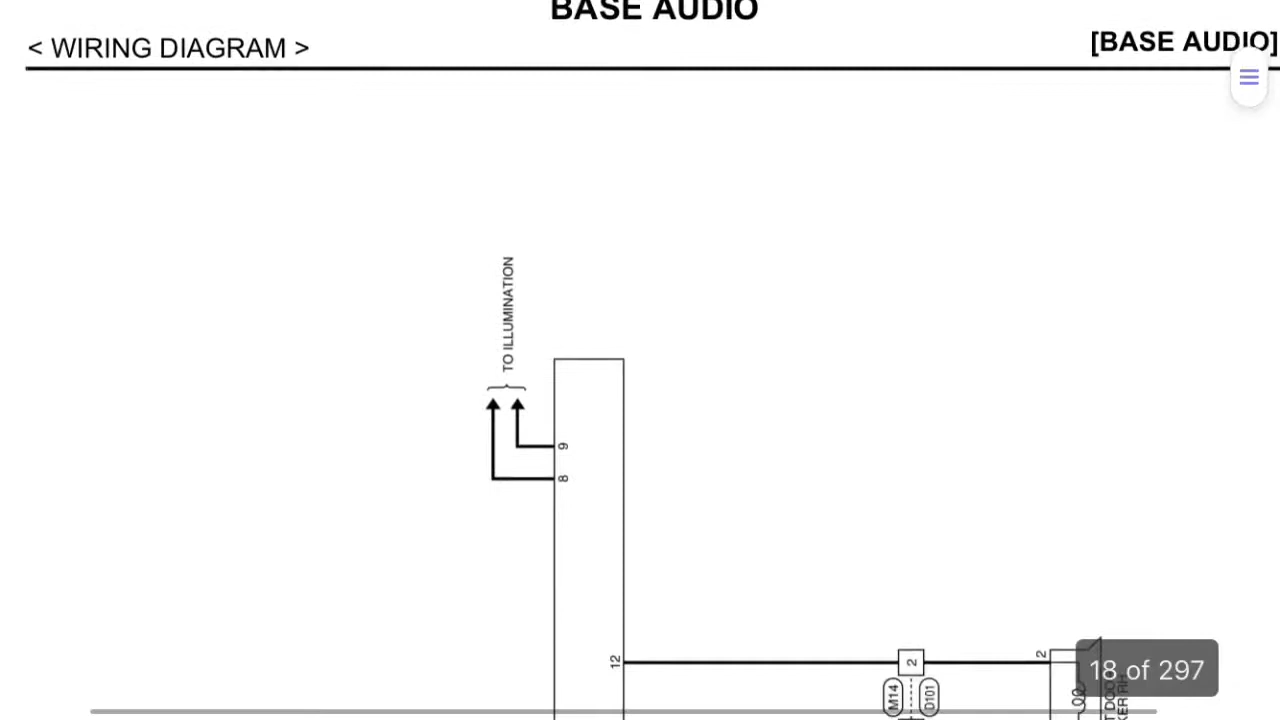 BASE AUDIO
< WIRING DIAGRAM >
[BASE AUDIO]
TO ILLUMINATION
9
8
12
2
2
M14
D101
18 of 297